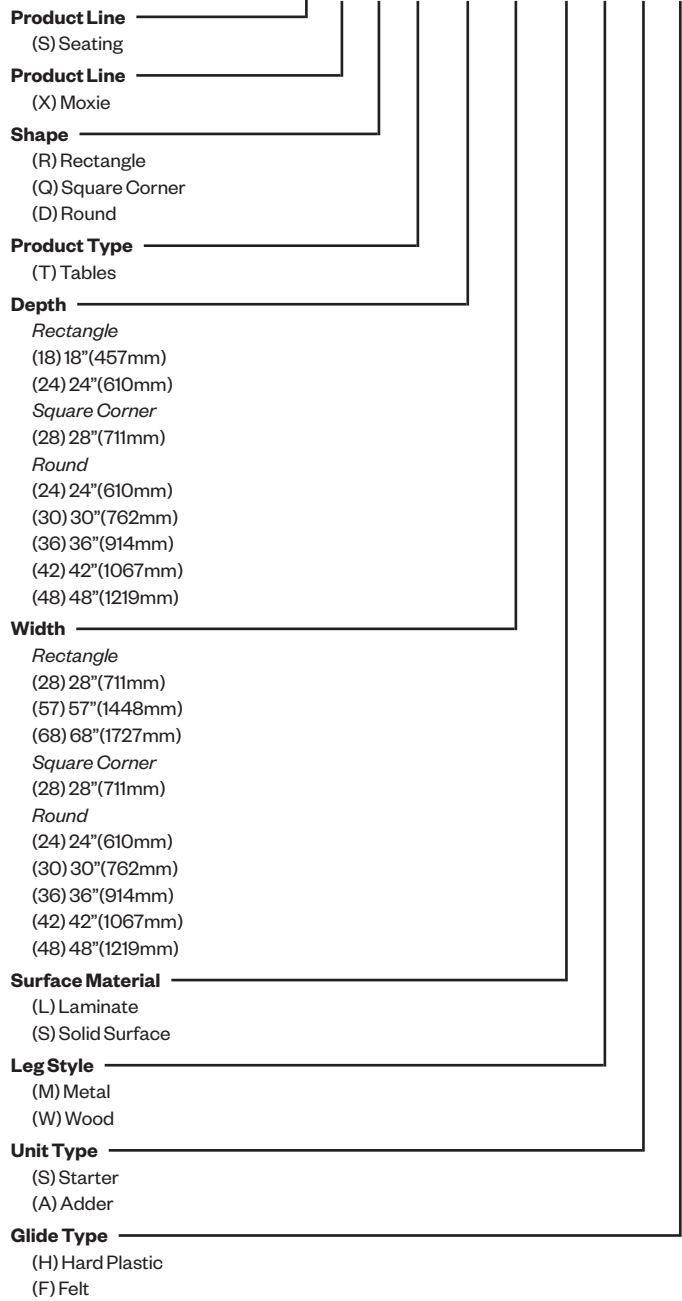 Product Line
(S) Seating
Product Line
(X) Moxie
Shape
(R) Rectangle
(Q) Square Corner
(D) Round
Product Type
(T) Tables
Depth
Rectangle
(18) 18”(457mm)
(24) 24”(610mm)
Square Corner
(28) 28”(711mm)
Round
(24) 24”(610mm)
(30) 30”(762mm)
(36) 36”(914mm)
(42) 42”(1067mm)
(48) 48”(1219mm)
Width
Rectangle
(28) 28”(711mm)
(57) 57”(1448mm)
(68) 68”(1727mm)
Square Corner
(28) 28”(711mm)
Round
(24) 24”(610mm)
(30) 30”(762mm)
(36) 36”(914mm)
(42) 42”(1067mm)
(48) 48”(1219mm)
Surface Material
(L) Laminate
(S) Solid Surface
Leg Style
(M) Metal
(W) Wood
Unit Type
(S) Starter
(A) Adder
Glide Type
(H) Hard Plastic
(F) Felt